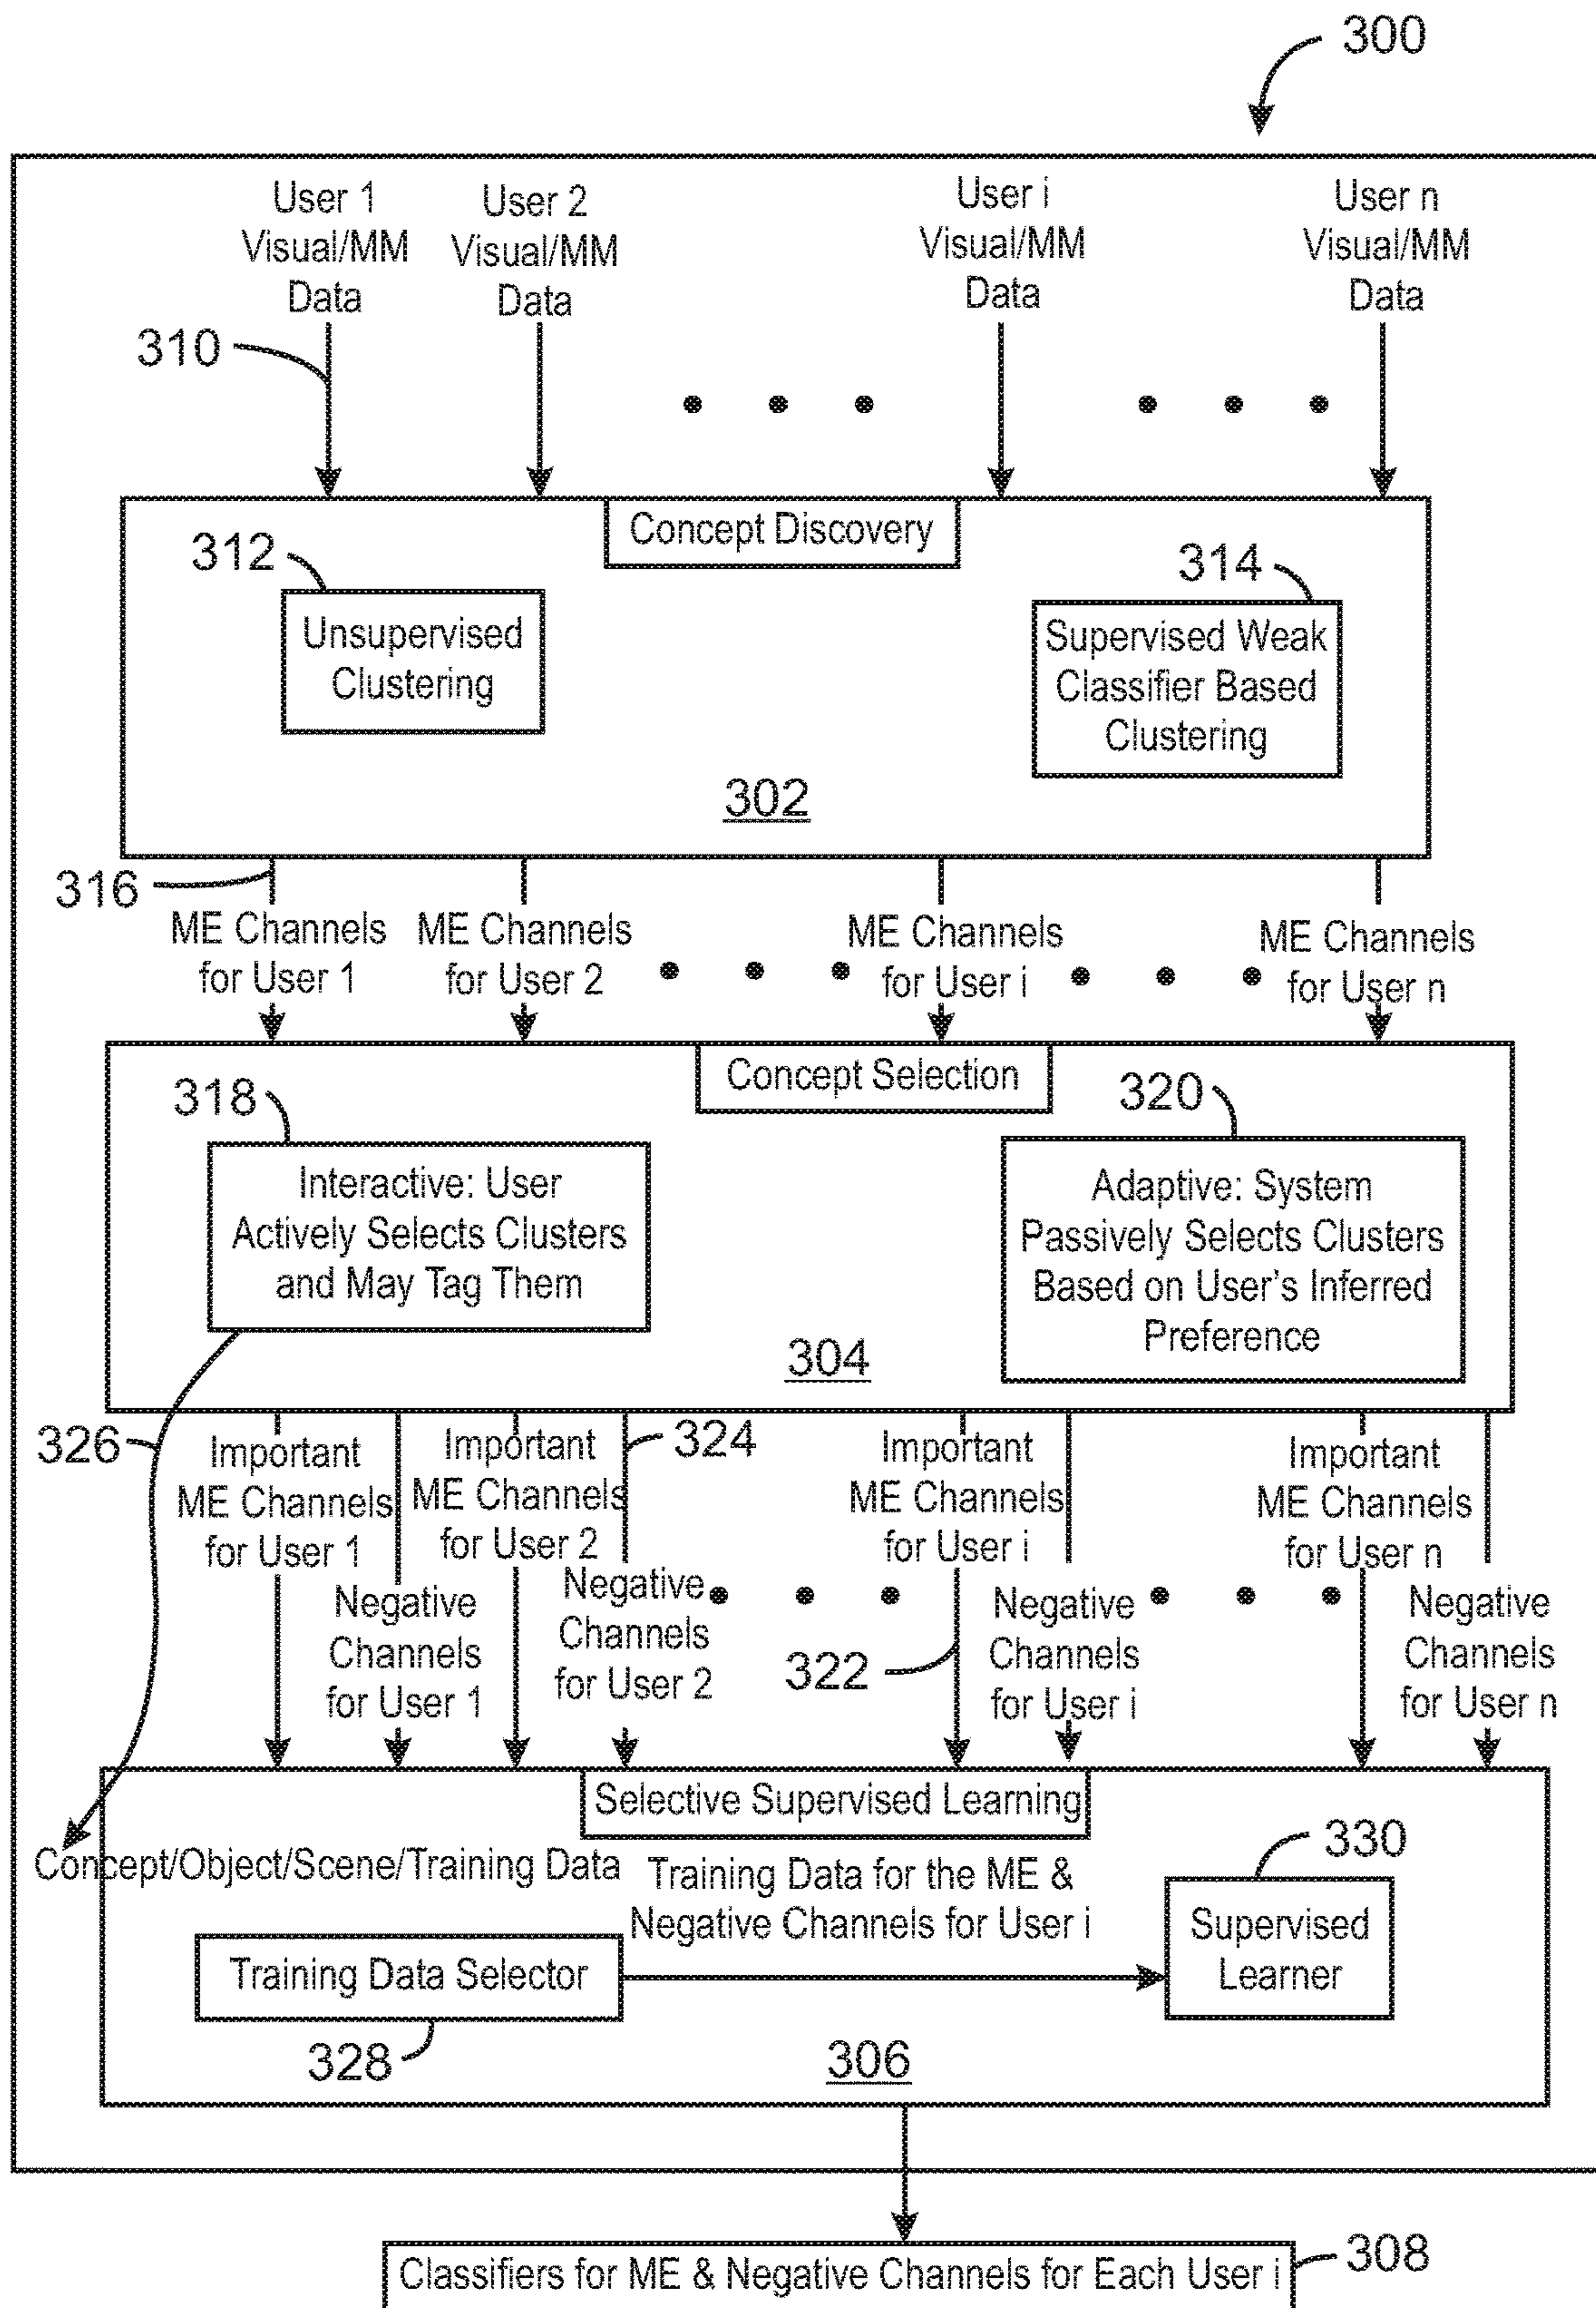 300
User 1
Visual/MM
Data
User 2
Visual/MM
Data
User i
Visual/MM
Data
User n
Visual/MM
Data
310
Concept Discovery
312
314
Unsupervised
Clustering
Supervised Weak
Classifier Based
Clustering
302
316
ME Channels
for User 1
ME Channels
for User 2
ME Channels
for User i
ME Channels
for User n
Concept Selection
318
320
Interactive: User
Actively Selects Clusters
and May Tag Them
Adaptive: System
Passively Selects Clusters
Based on User's Inferred
Preference
304
326
Important
ME Channels
for User 1
Important
ME Channels
for User 2
324
Important
ME Channels
for User i
Important
ME Channels
for User n
Negative
Channels
for User 1
Negative
Channels
for User 2
322
Negative
Channels
for User i
Negative
Channels
for User n
Selective Supervised Learning
330
Concept/Object/Scene/Training Data
Training Data for the ME &
Negative Channels for User i
Supervised
Learner
Training Data Selector
328
306
Classifiers for ME & Negative Channels for Each User i
308